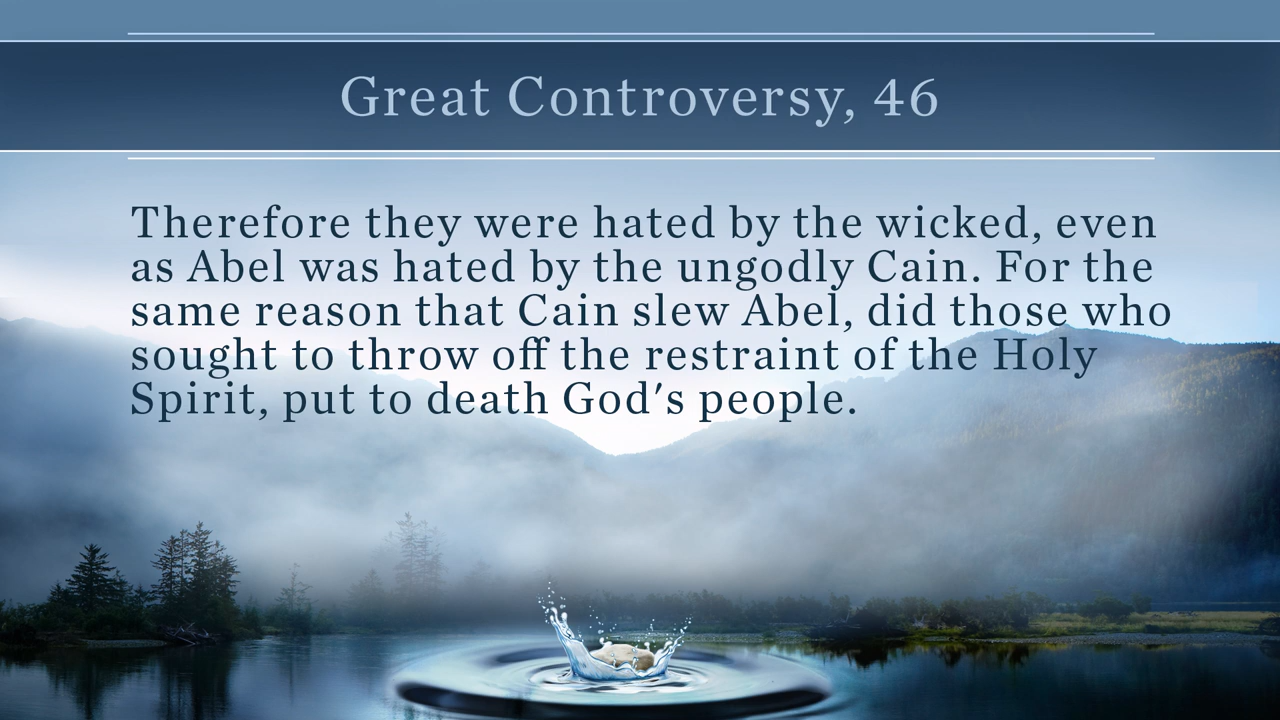 Great Controversy, 46
Therefore they were hated by the wicked, even
as Abel was hated by the ungodly Cain. For the
same reason that Cain slew Abel, did those who
sought to throw off the restraint of the Holy
Spirit, put to death God's people.